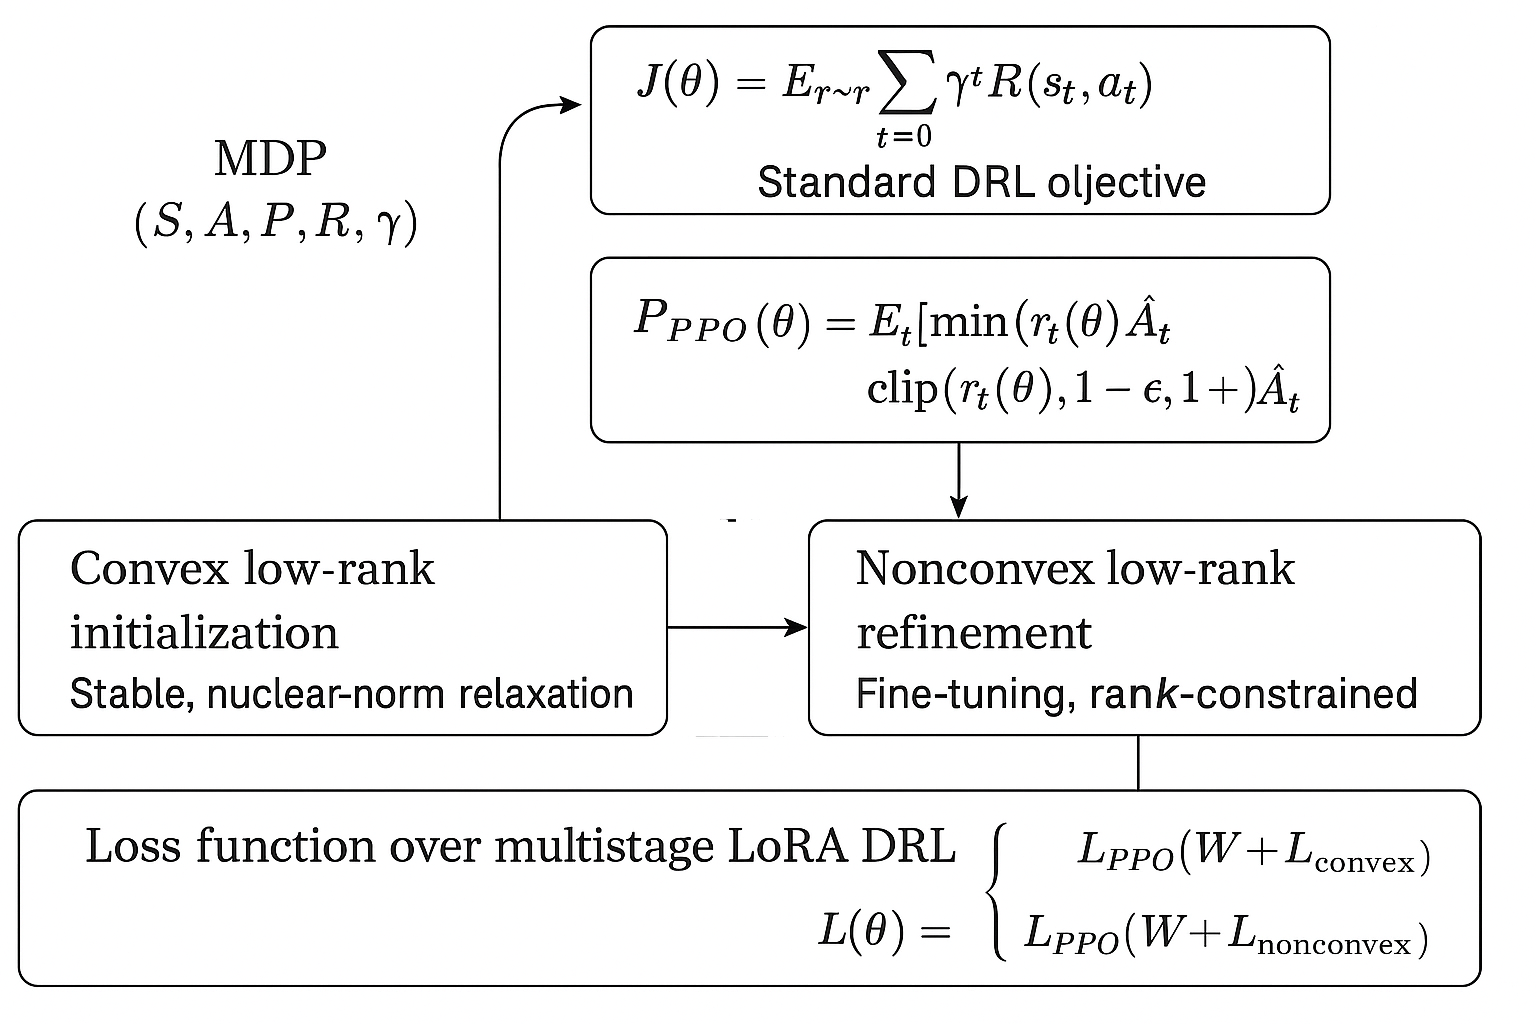 J(θ) = E_{r~r} ∑_{t=0} γ^t R(s_t, a_t)
Standard DRL oljective
MDP
(S, A, P, R, γ)
P_{PPO}(θ) = E_t[min(r_t(θ)Â_t
clip(r_t(θ), 1 − ϵ, 1+)Â_t
Convex low-rank
initialization
Stable, nuclear-norm relaxation
Nonconvex low-rank
refinement
Fine-tuning, rank-constrained
Loss function over multistage LoRA DRL
L(θ) = {
L_{PPO}(W+L_{convex})
L_{PPO}(W+L_{nonconvex})